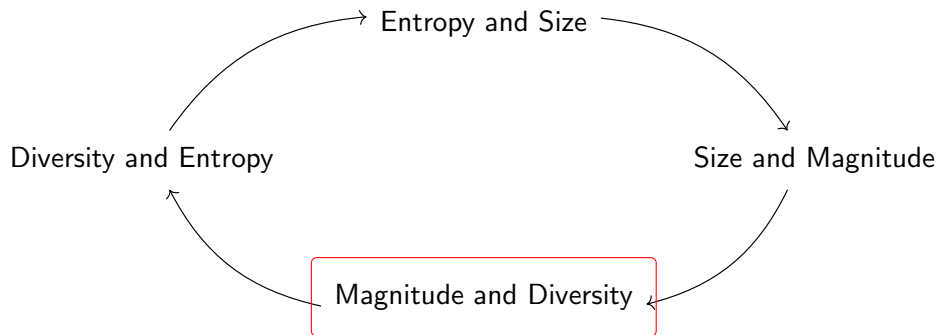 Entropy and Size
Diversity and Entropy
Size and Magnitude
Magnitude and Diversity